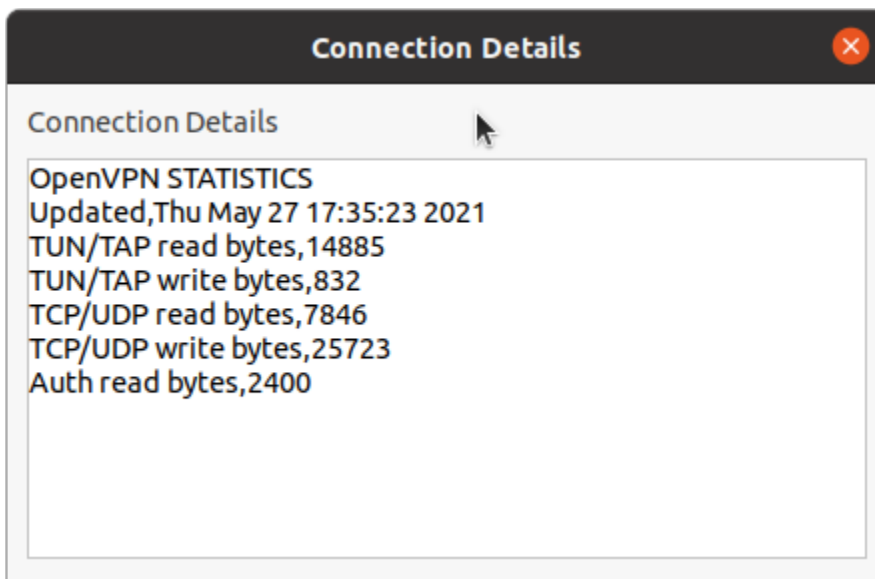 Connection Details
Connection Details
OpenVPN STATISTICS
Updated,Thu May 27 17:35:23 2021
TUN/TAP read bytes,14885
TUN/TAP write bytes,832
TCP/UDP read bytes,7846
TCP/UDP write bytes,25723
Auth read bytes,2400